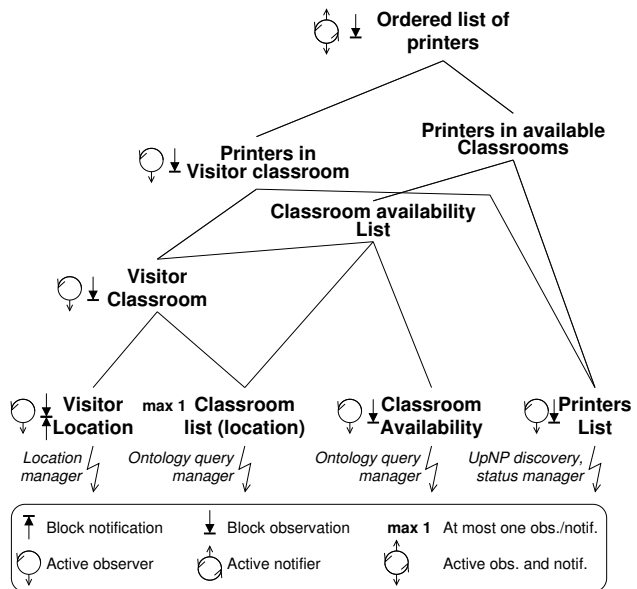 Ordered list of
printers
Printers in available
Classrooms
Printers in
Visitor classroom
Classroom availability
List
Visitor
Classroom
Visitor
Location
max 1 Classroom
list (location)
Classroom
Availability
Printers
List
Location
manager
Ontology query
manager
Ontology query
manager
UpNP discovery,
status manager
Block notification
Block observation
max 1 At most one obs./notif.
Active observer
Active notifier
Active obs. and notif.